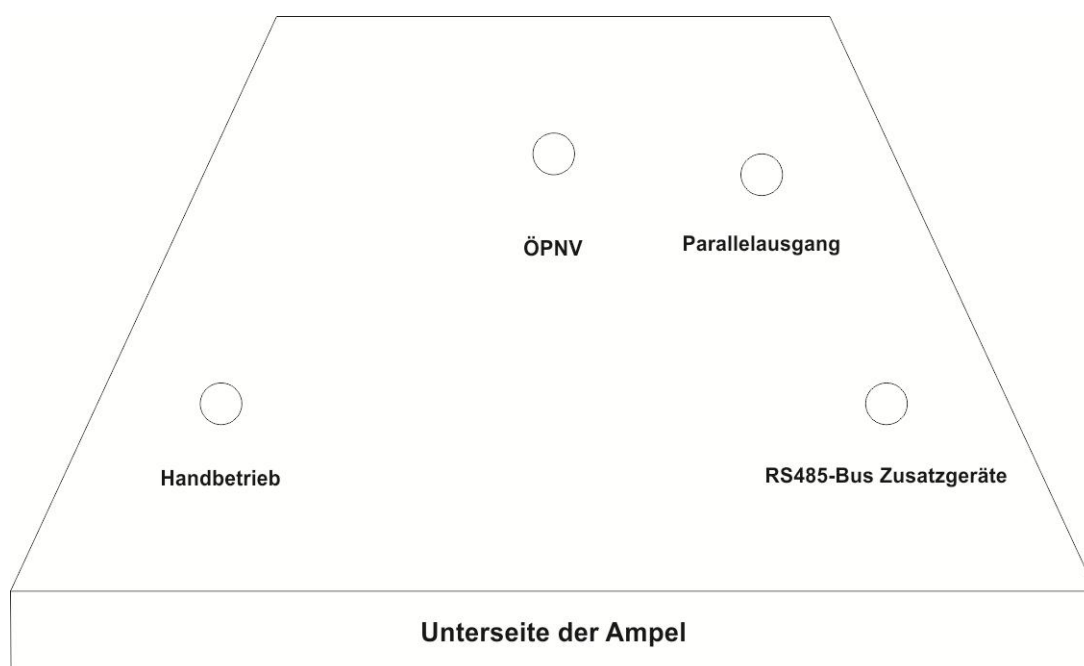 ÖPNV
Parallelausgang
Handbetrieb
RS485-Bus Zusatzgeräte
Unterseite der Ampel